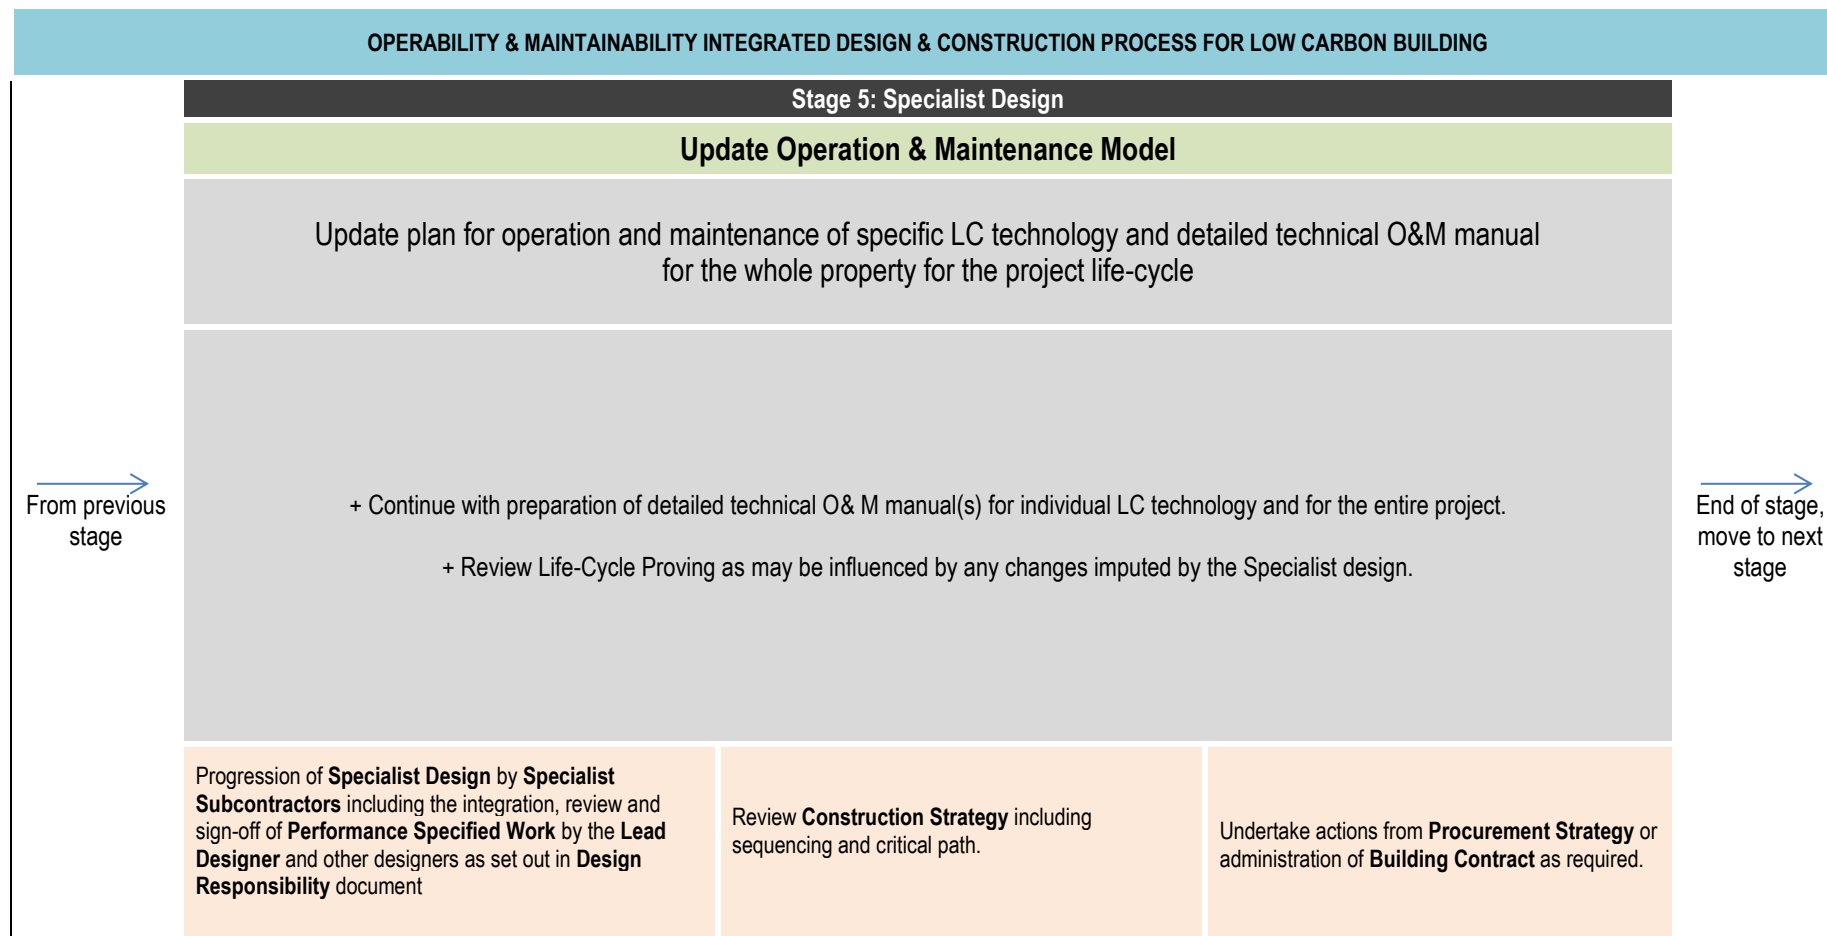 OPERABILITY & MAINTAINABILITY INTEGRATED DESIGN & CONSTRUCTION PROCESS FOR LOW CARBON BUILDING
Stage 5: Specialist Design
Update Operation & Maintenance Model
Update plan for operation and maintenance of specific LC technology and detailed technical O&M manual
for the whole property for the project life-cycle
From previous
stage
+ Continue with preparation of detailed technical O& M manual(s) for individual LC technology and for the entire project.
+ Review Life-Cycle Proving as may be influenced by any changes imputed by the Specialist design.
End of stage,
move to next
stage
Progression of Specialist Design by Specialist
Subcontractors including the integration, review and
sign-off of Performance Specified Work by the Lead
Designer and other designers as set out in Design
Responsibility document
Review Construction Strategy including
sequencing and critical path.
Undertake actions from Procurement Strategy or
administration of Building Contract as required.